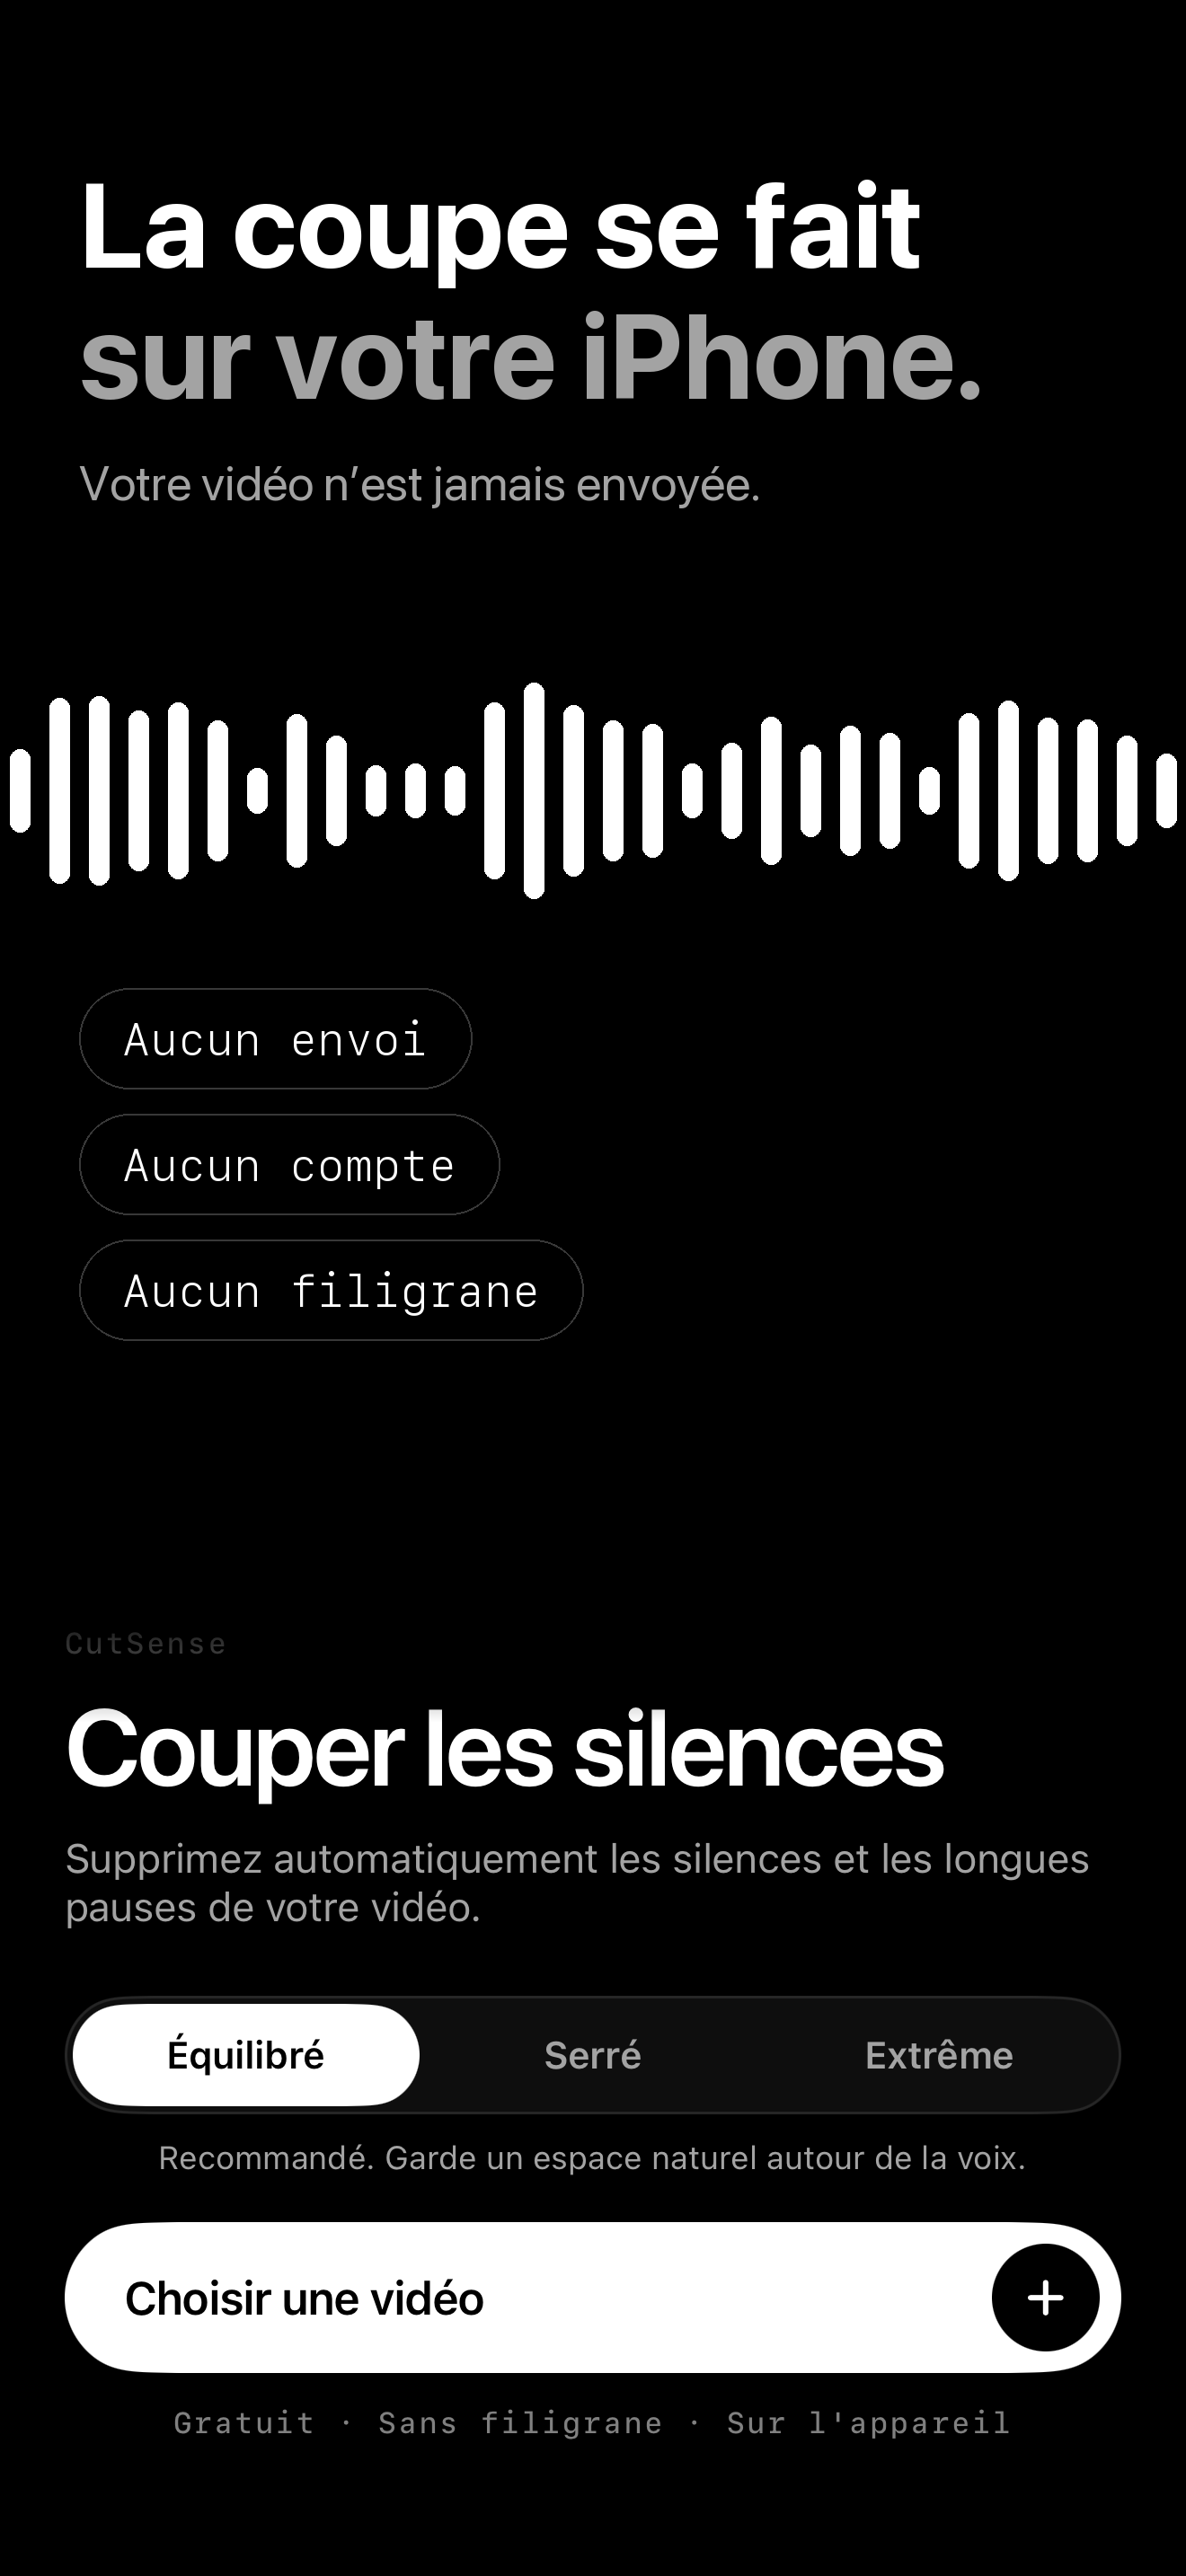 La coupe se fait
sur votre iPhone.
Votre vidéo n’est jamais envoyée.
Aucun envoi
Aucun compte
Aucun filigrane
CutSense
Couper les silences
Supprimez automatiquement les silences et les longues
pauses de votre vidéo.
Équilibré
Serré
Extrême
Recommandé. Garde un espace naturel autour de la voix.
Choisir une vidéo
Gratuit · Sans filigrane · Sur l'appareil